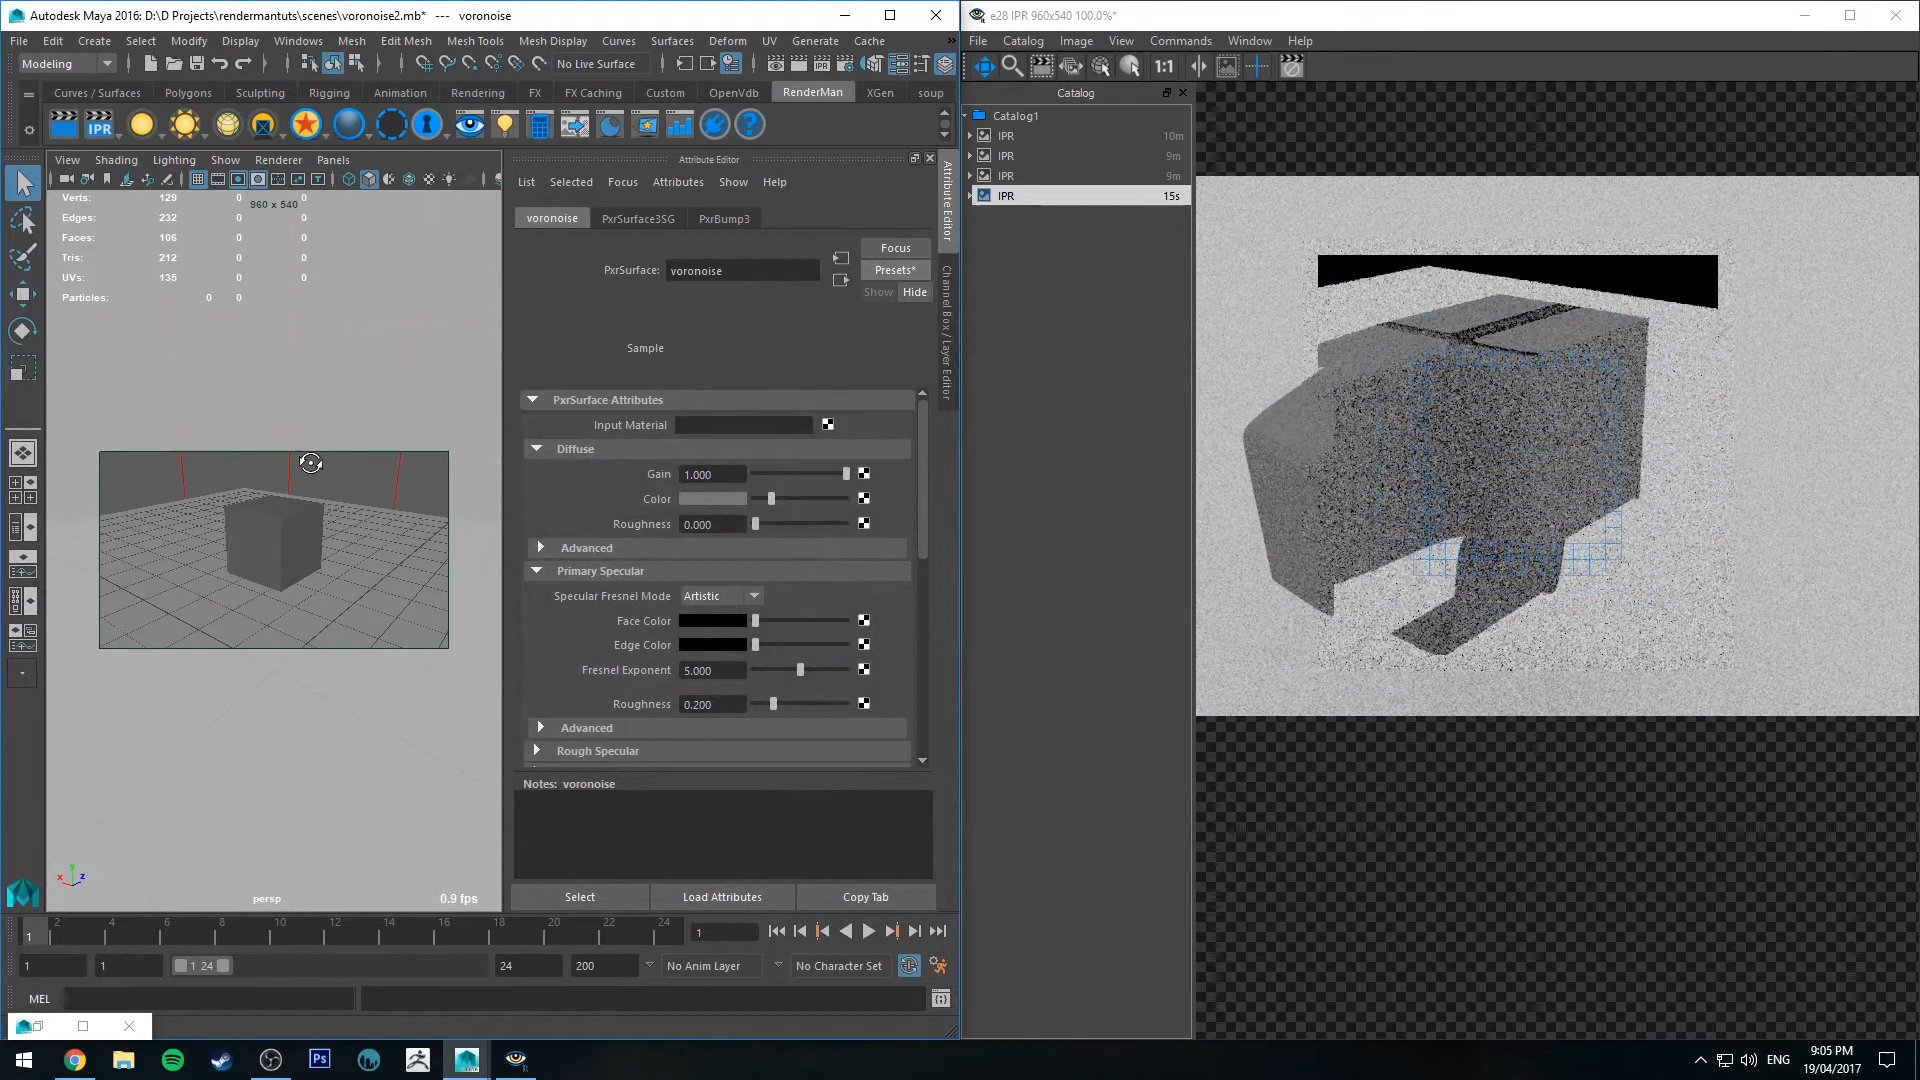 Autodesk Maya 2016: D:\D Projects\rendermantuts\scenes\voronoise2.mb* --- voronoise
File Edit Create Select Modify Display Windows Mesh Edit Mesh Mesh Tools Mesh Display Curves Surfaces Deform UV Generate Cache »
Modeling No Live Surface
Curves / Surfaces Polygons Sculpting Rigging Animation Rendering FX FX Caching Custom OpenVdb RenderMan XGen soup
IPR
View Shading Lighting Show Renderer Panels
Verts: 129 0 0
960 x 540
Edges: 232 0 0
Faces: 106 0 0
Tris: 212 0 0
UVs: 135 0 0
Particles: 0 0
persp
0.9 fps
Attribute Editor
List Selected Focus Attributes Show Help
voronoise PxrSurface3SG PxrBump3
Focus
PxrSurface: voronoise
Presets*
Show Hide
Sample
PxrSurface Attributes
Input Material
Diffuse
Gain 1.000
Color
Roughness 0.000
Advanced
Primary Specular
Specular Fresnel Mode Artistic
Face Color
Edge Color
Fresnel Exponent 5.000
Roughness 0.200
Advanced
Rough Specular
Notes: voronoise
Select Load Attributes Copy Tab
Attribute Editor
Channel Box / Layer Editor
2 4 6 8 10 12 14 16 18 20 22 24
1
1
1 1 1 24 24 200 No Anim Layer No Character Set
MEL
e28 IPR 960x540 100.0%*
File Catalog Image View Commands Window Help
1:1
Catalog
Catalog1
IPR 10m
IPR 9m
IPR 9m
IPR 15s
Ps
ENG
9:05 PM
19/04/2017